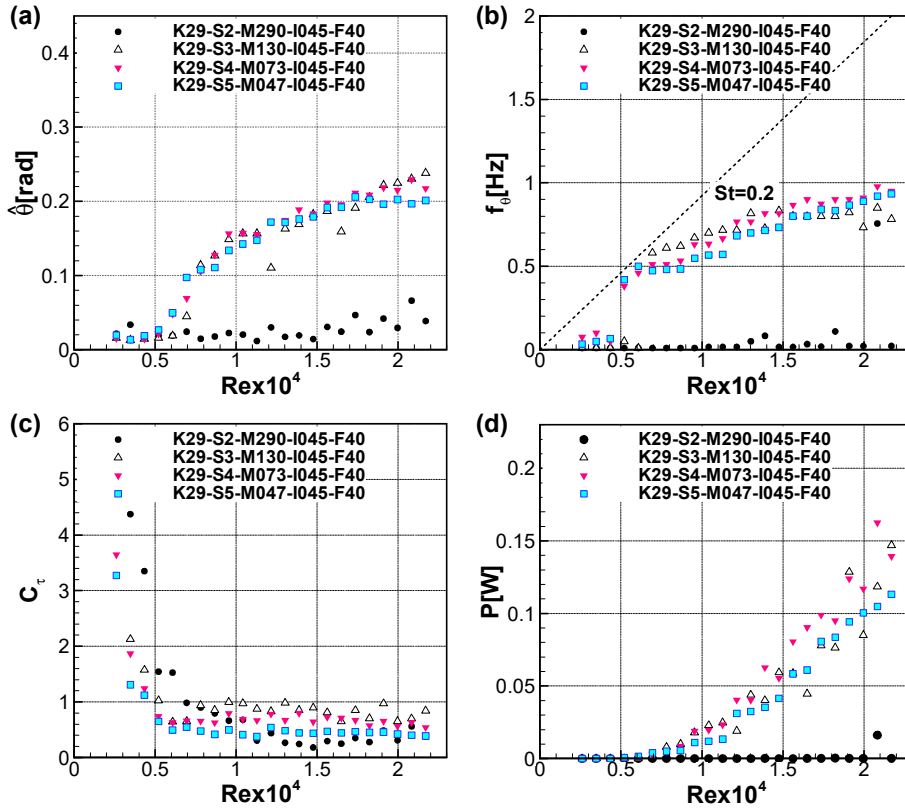 (a)
K29-S2-M290-I045-F40
K29-S3-M130-I045-F40
K29-S4-M073-I045-F40
K29-S5-M047-I045-F40
0.4
0.2
0
θ̂[rad]
0 0.5 1 1.5 2
Rex10⁴
(b)
K29-S2-M290-I045-F40
K29-S3-M130-I045-F40
K29-S4-M073-I045-F40
K29-S5-M047-I045-F40
2
1.5
1
0.5
0
f_θ[Hz]
St=0.2
0 0.5 1 1.5 2
Rex10⁴
(c)
K29-S2-M290-I045-F40
K29-S3-M130-I045-F40
K29-S4-M073-I045-F40
K29-S5-M047-I045-F40
6
5
4
3
2
1
0
C_τ
0 0.5 1 1.5 2
Rex10⁴
(d)
K29-S2-M290-I045-F40
K29-S3-M130-I045-F40
K29-S4-M073-I045-F40
K29-S5-M047-I045-F40
0.2
0.15
0.1
0.05
0
P[W]
0 0.5 1 1.5 2
Rex10⁴